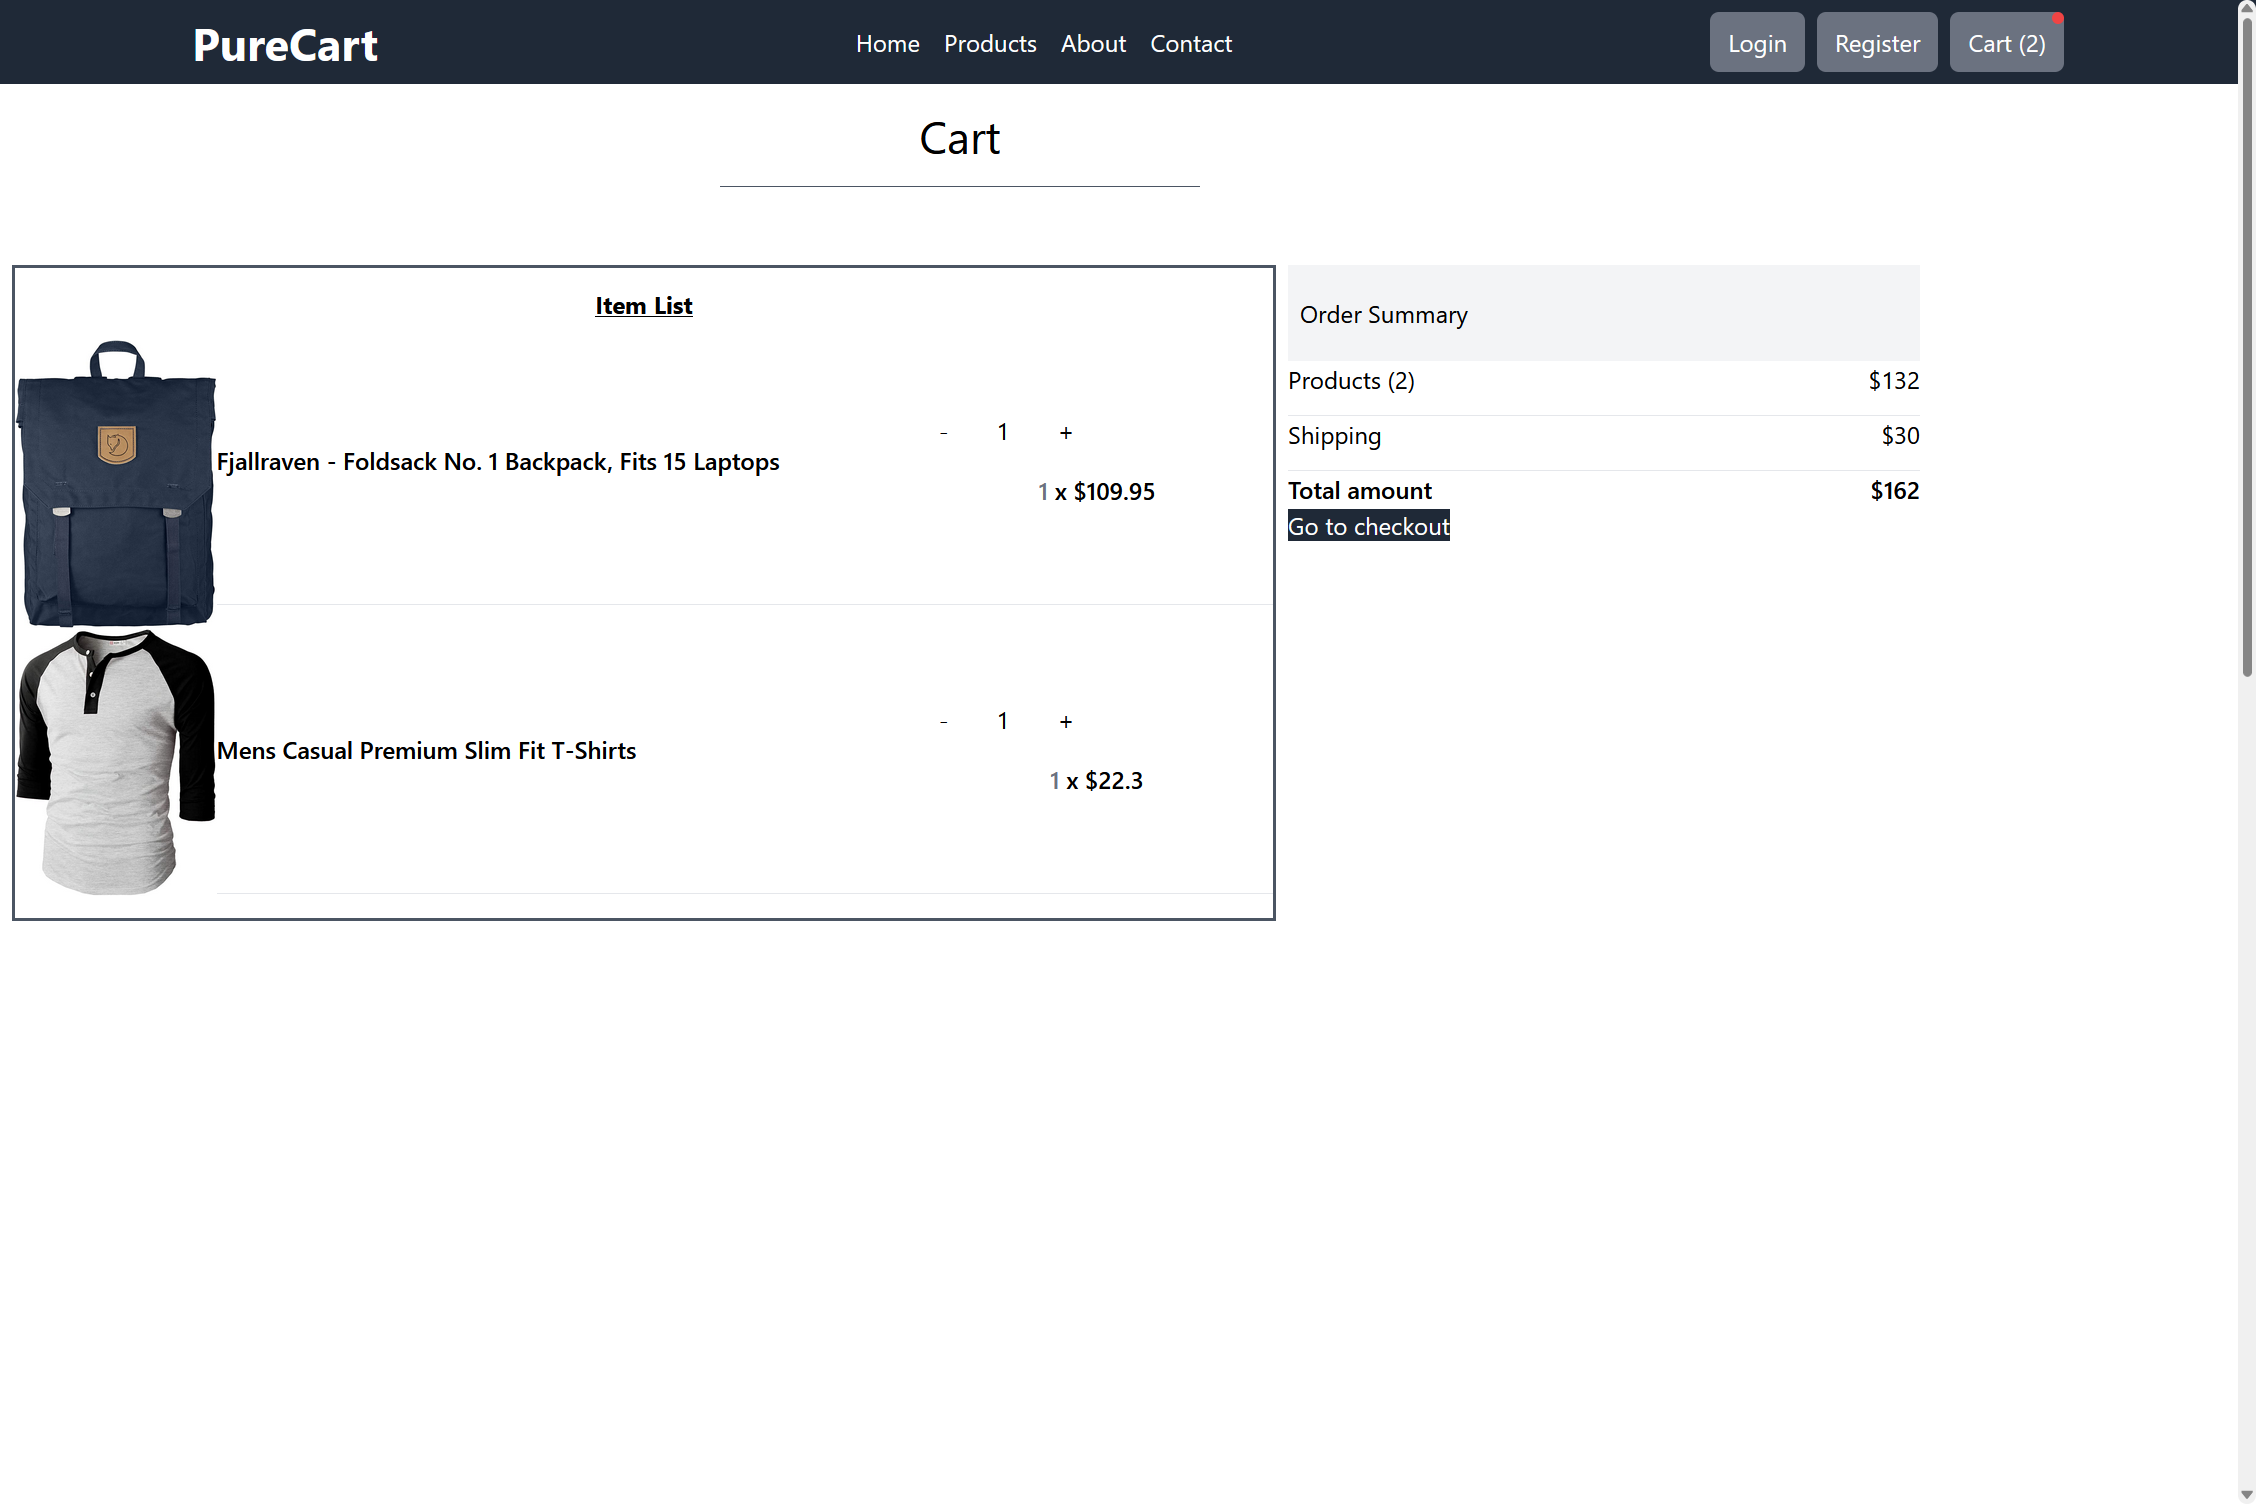 PureCart
Home Products About Contact
Login Register Cart (2)
Cart
Item List
Fjallraven - Foldsack No. 1 Backpack, Fits 15 Laptops
- 1 +
1 x $109.95
Mens Casual Premium Slim Fit T-Shirts
- 1 +
1 x $22.3
Order Summary
Products (2) $132
Shipping $30
Total amount $162
Go to checkout